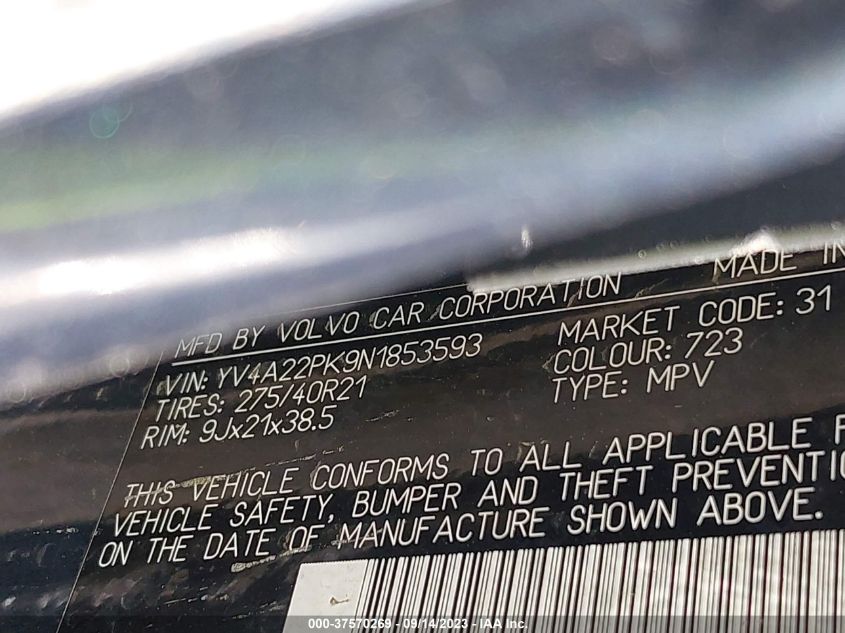 MFD BY VOLVO CAR CORPORATION MADE IN
VIN: YV4A22PK9N1853593 MARKET CODE: 31
TIRES: 275/40R21 COLOUR: 723
RIM: 9Jx21x38.5 TYPE: MPV
THIS VEHICLE CONFORMS TO ALL APPLICABLE F
VEHICLE SAFETY, BUMPER AND THEFT PREVENTIO
ON THE DATE OF MANUFACTURE SHOWN ABOVE.
000-37570269 - 09/14/2023 - IAA Inc.